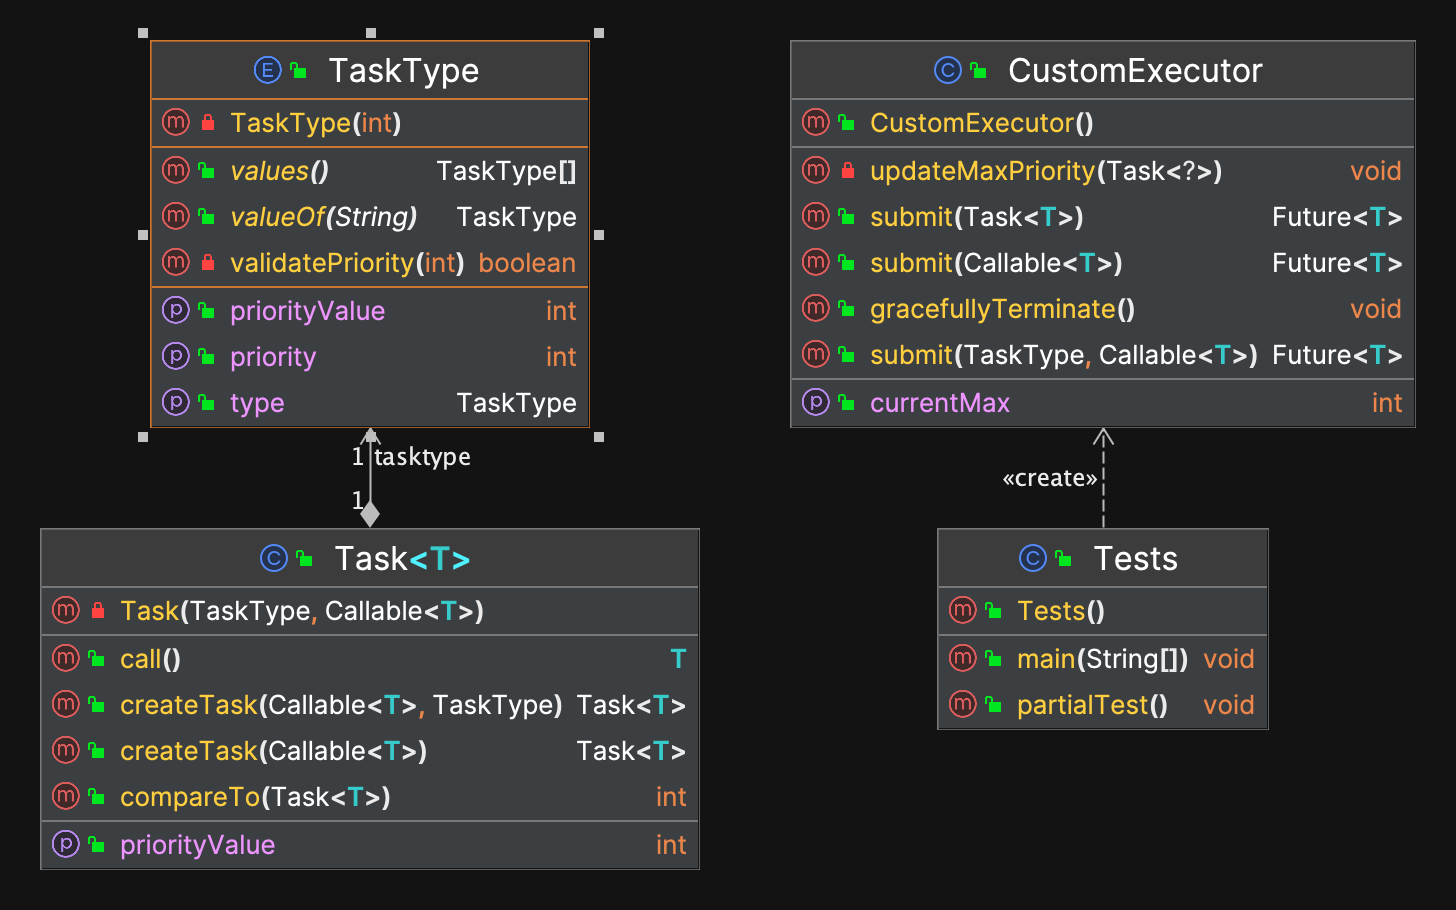 E TaskType
m TaskType(int)
m values() TaskType[]
m valueOf(String) TaskType
m validatePriority(int) boolean
p priorityValue int
p priority int
p type TaskType
1 tasktype
1
C Task<T>
m Task(TaskType, Callable<T>)
m call() T
m createTask(Callable<T>, TaskType) Task<T>
m createTask(Callable<T>) Task<T>
m compareTo(Task<T>) int
p priorityValue int
C CustomExecutor
m CustomExecutor()
m updateMaxPriority(Task<?>) void
m submit(Task<T>) Future<T>
m submit(Callable<T>) Future<T>
m gracefullyTerminate() void
m submit(TaskType, Callable<T>) Future<T>
p currentMax int
«create»
C Tests
m Tests()
m main(String[]) void
m partialTest() void